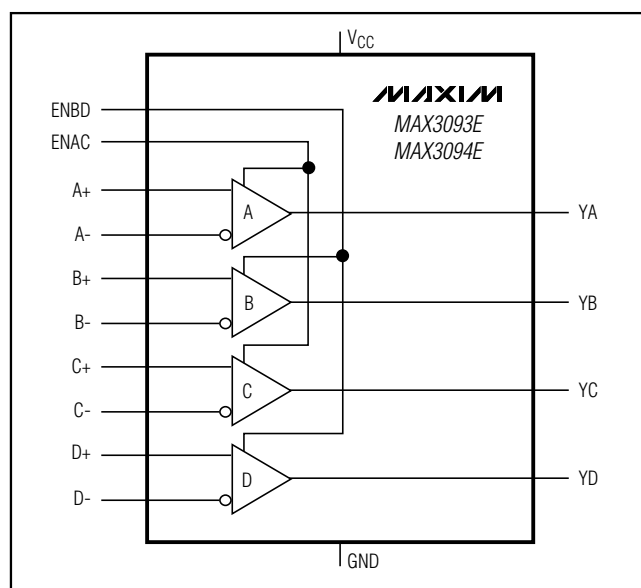 VCC
MAXIM
MAX3093E
MAX3094E
ENBD
ENAC
A+
A-
A
YA
B+
B-
B
YB
C+
C-
C
YC
D+
D-
D
YD
GND